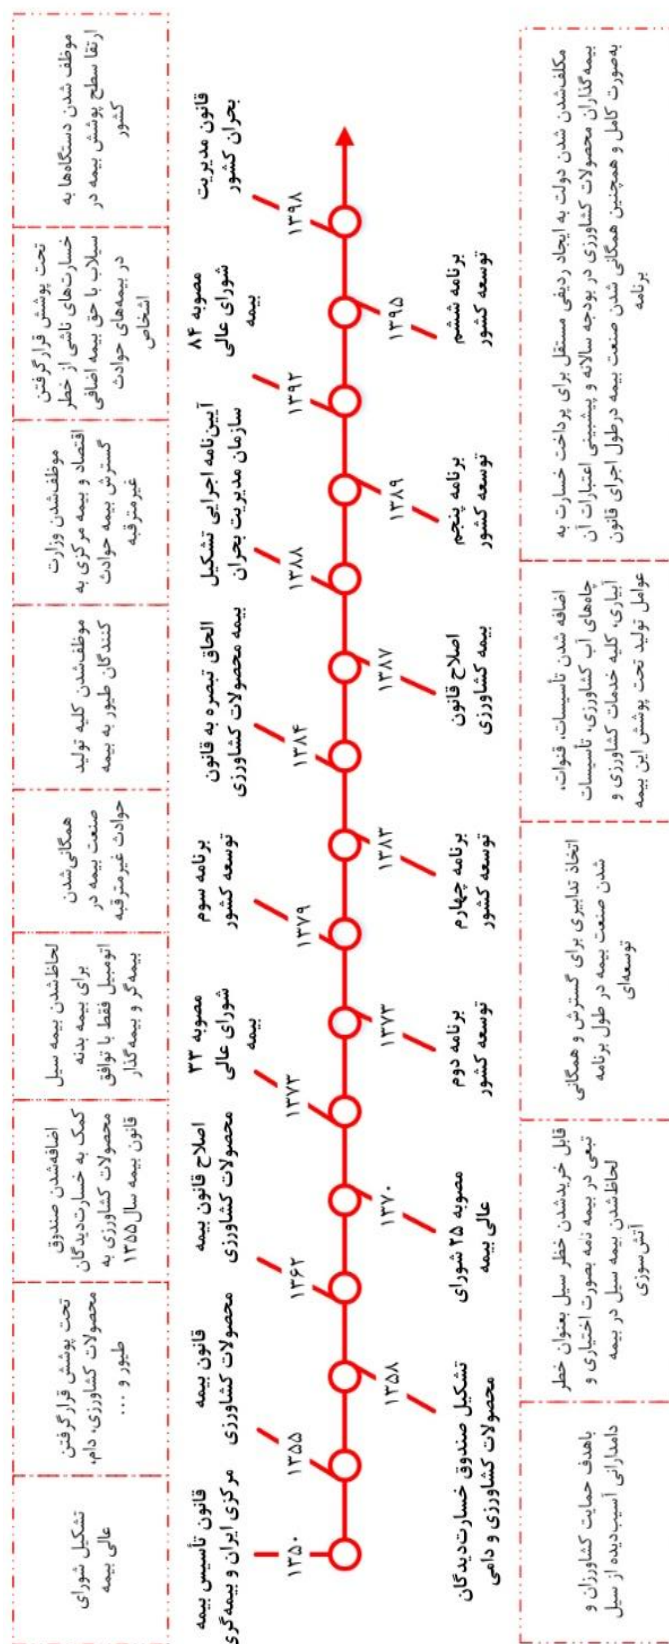 تشکیل شورای
عالی بیمه
تحت پوشش قرارگرفتن
محصولات کشاورزی، دام،
طیور و ...
اضافه‌شدن صندوق
کمک به خسارت‌دیدگان
محصولات کشاورزی به
قانون بیمه سال۱۳۵۵
لحاظ‌شدن بیمه سیل
برای بیمه بدنه
اتومبیل فقط با توافق
بیمه‌گر و بیمه‌گذار
همگانی‌شدن
صنعت بیمه در
حوادث غیرمترقبه
موظف‌شدن کلیه تولید
کنندگان طیور به بیمه
موظف‌شدن وزارت
اقتصاد و بیمه مرکزی به
گسترش بیمه حوادث
غیرمترقبه
تحت پوشش قرارگرفتن
خسارت‌های ناشی از خطر
سیلاب با حق بیمه اضافی
در بیمه‌های حوادث
اشخاص
موظف شدن دستگاه‌ها به
ارتقا سطح پوشش بیمه در
کشور
قانون تأسیس بیمه
مرکزی ایران و بیمه‌گری
۱۳۵۰
قانون بیمه
محصولات کشاورزی
۱۳۵۵
اصلاح قانون بیمه
محصولات کشاورزی
۱۳۶۲
مصوبه ۳۳
شورای عالی
بیمه
۱۳۷۳
برنامه سوم
توسعه کشور
۱۳۷۹
الحاق تبصره به قانون
بیمه محصولات کشاورزی
۱۳۸۴
آیین‌نامه اجرایی تشکیل
سازمان مدیریت بحران
۱۳۸۸
مصوبه ۸۴
شورای عالی
بیمه
۱۳۹۲
قانون مدیریت
بحران کشور
۱۳۹۸
۱۳۵۸
تشکیل صندوق خسارت‌دیدگان
محصولات کشاورزی و دامی
۱۳۷۰
مصوبه ۲۵ شورای
عالی بیمه
۱۳۷۳
برنامه دوم
توسعه کشور
۱۳۸۳
برنامه چهارم
توسعه کشور
۱۳۸۷
اصلاح قانون
بیمه کشاورزی
۱۳۸۹
برنامه پنجم
توسعه کشور
۱۳۹۵
برنامه ششم
توسعه کشور
باهدف حمایت کشاورزان و
دامدارانی آسیب‌دیده از سیل
قابل خریدشدن خطر سیل بعنوان خطر
تبعی در بیمه نامه بصورت اختیاری و
لحاظ‌شدن بیمه سیل در بیمه
آتش‌سوزی
اتخاذ تدابیری برای گسترش و همگانی
شدن صنعت بیمه در طول برنامه
توسعه‌ای
اضافه شدن تأسیسات، قنوات،
چاه‌های آب کشاورزی، تأسیسات
آبیاری، کلیه خدمات کشاورزی و
عوامل تولید تحت پوشش این بیمه
مکلف‌شدن شدن دولت به ایجاد ردیفی مستقل برای پرداخت خسارت به
بیمه‌گذاران محصولات کشاورزی در بودجه سالانه و پیشبینی اعتبارات آن
به‌صورت کامل و همچنین همگانی شدن صنعت بیمه درطول اجرای قانون
برنامه